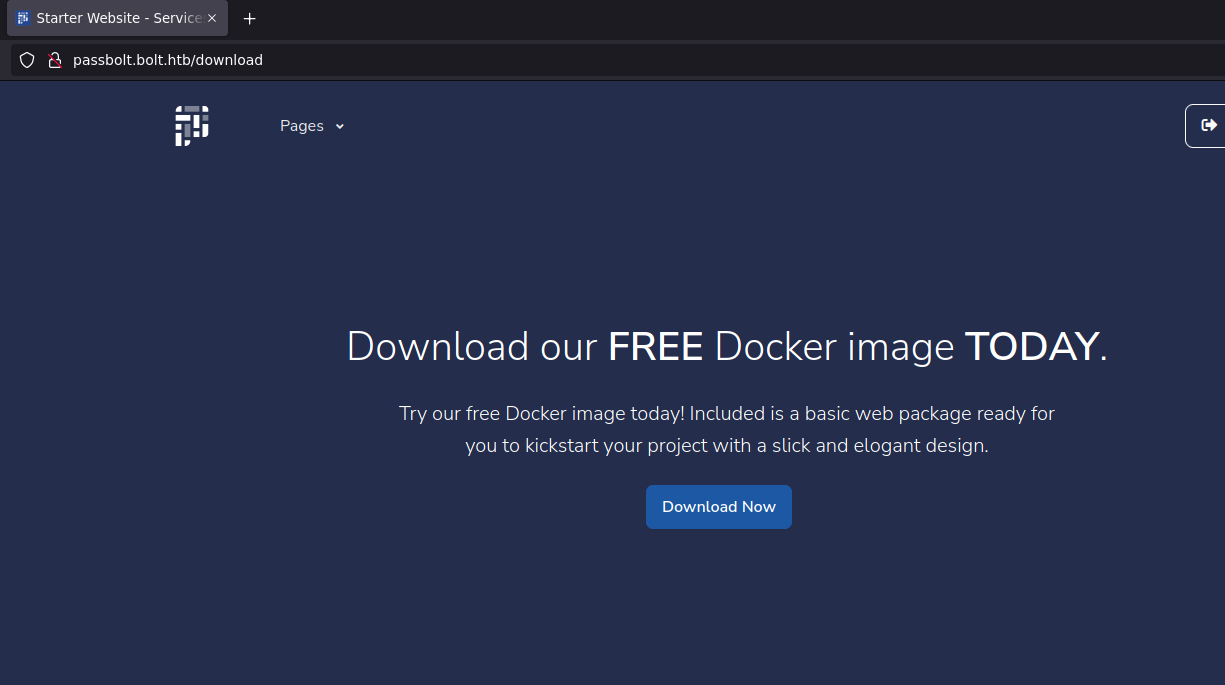 Starter Website - Service
passbolt.bolt.htb/download
Pages
Download our FREE Docker image TODAY.
Try our free Docker image today! Included is a basic web package ready for
you to kickstart your project with a slick and elogant design.
Download Now